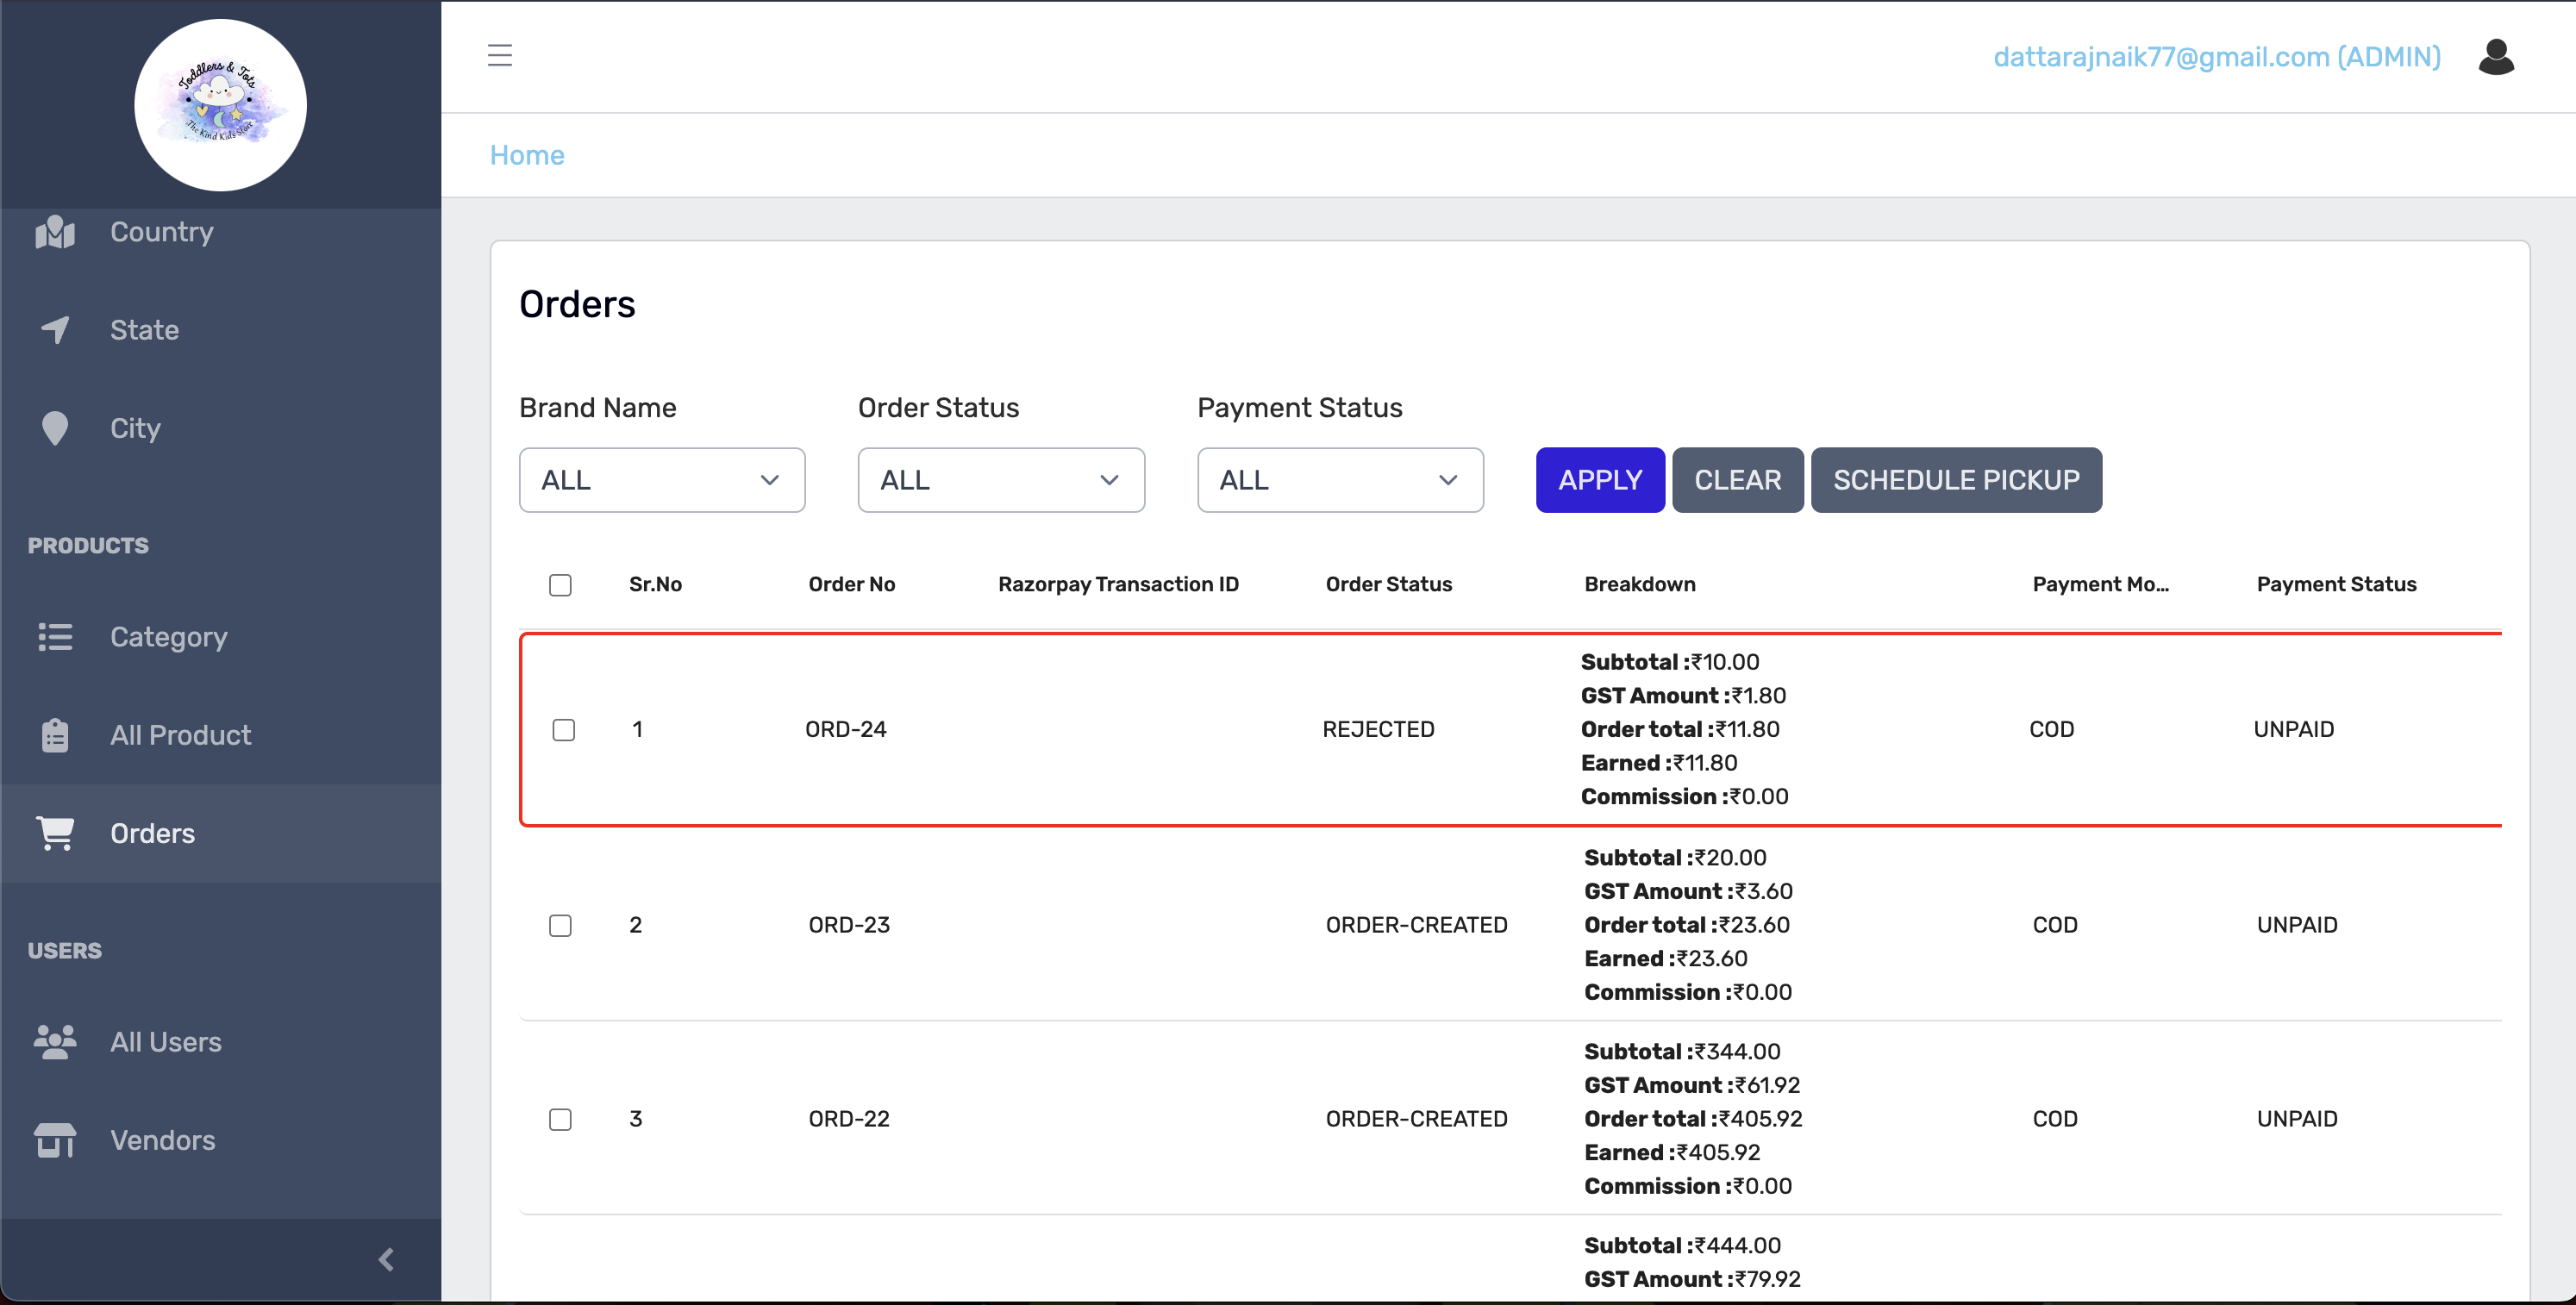 Toddlers & Tots
The Kind Kids Store
dattarajnaik77@gmail.com (ADMIN)
Home
Country
State
City
PRODUCTS
Category
All Product
Orders
USERS
All Users
Vendors
Orders
Brand Name Order Status Payment Status
ALL ALL ALL APPLY CLEAR SCHEDULE PICKUP
Sr.No Order No Razorpay Transaction ID Order Status Breakdown Payment Mo... Payment Status
Subtotal :₹10.00
GST Amount :₹1.80
1 ORD-24 REJECTED Order total :₹11.80 COD UNPAID
Earned :₹11.80
Commission :₹0.00
Subtotal :₹20.00
GST Amount :₹3.60
2 ORD-23 ORDER-CREATED Order total :₹23.60 COD UNPAID
Earned :₹23.60
Commission :₹0.00
Subtotal :₹344.00
GST Amount :₹61.92
3 ORD-22 ORDER-CREATED Order total :₹405.92 COD UNPAID
Earned :₹405.92
Commission :₹0.00
Subtotal :₹444.00
GST Amount :₹79.92